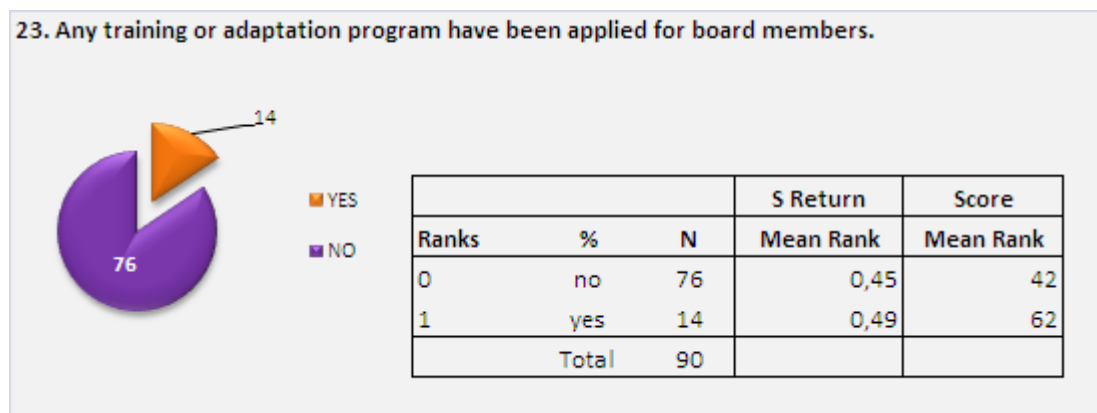 23. Any training or adaptation program have been applied for board members.
14
76
YES
NO
S Return Score
Ranks % N Mean Rank Mean Rank
0 no 76 0,45 42
1 yes 14 0,49 62
Total 90